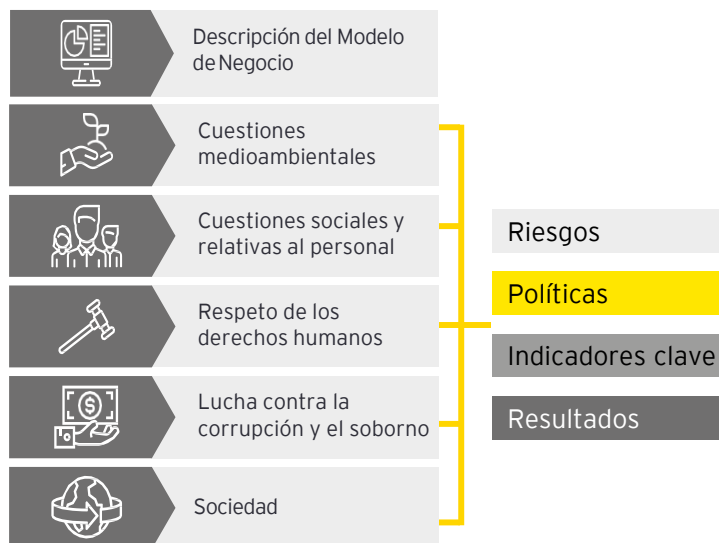 Descripción del Modelo
de Negocio
Cuestiones
medioambientales
Cuestiones sociales y
relativas al personal
Respeto de los
derechos humanos
Lucha contra la
corrupción y el soborno
Sociedad
Riesgos
Políticas
Indicadores clave
Resultados